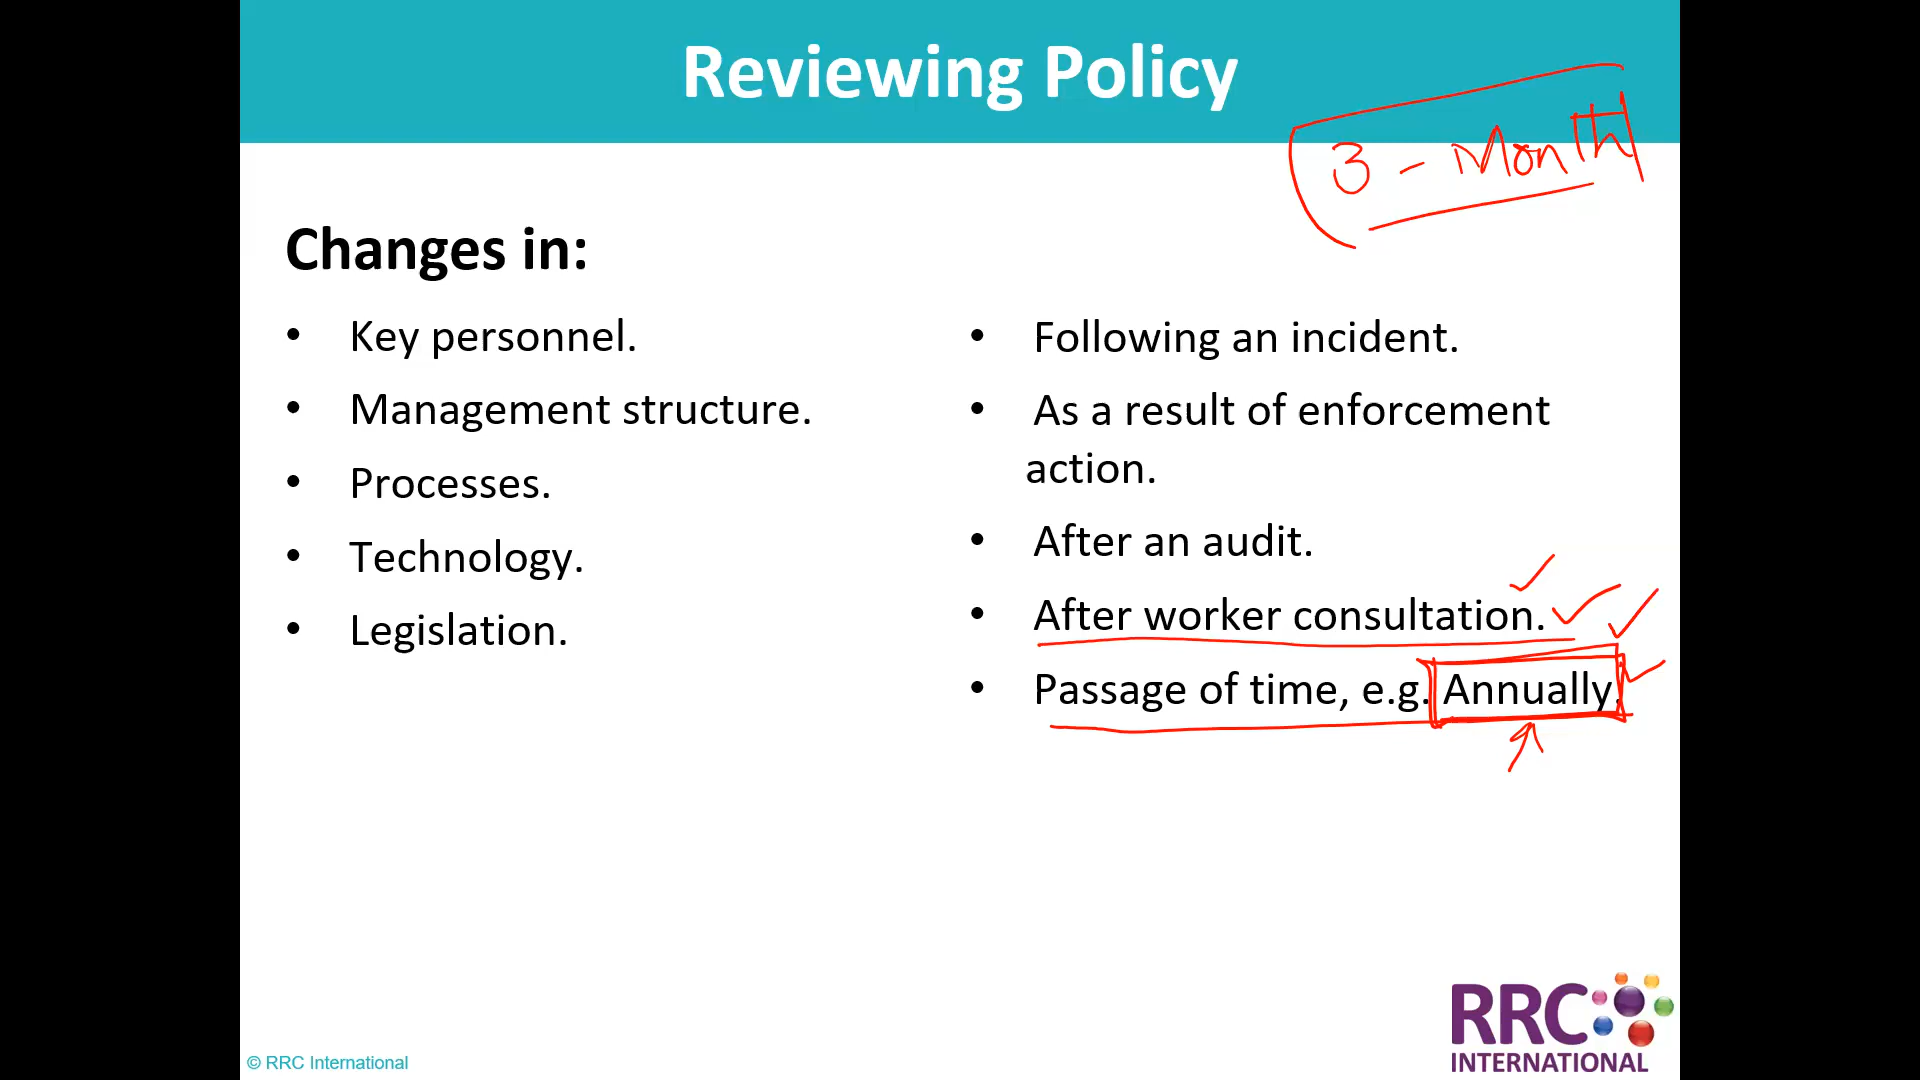 Reviewing Policy
3 - Month
Changes in:
• Key personnel.
• Management structure.
• Processes.
• Technology.
• Legislation.
• Following an incident.
• As a result of enforcement
action.
• After an audit.
• After worker consultation.
• Passage of time, e.g. Annually.
© RRC International
RRC
INTERNATIONAL